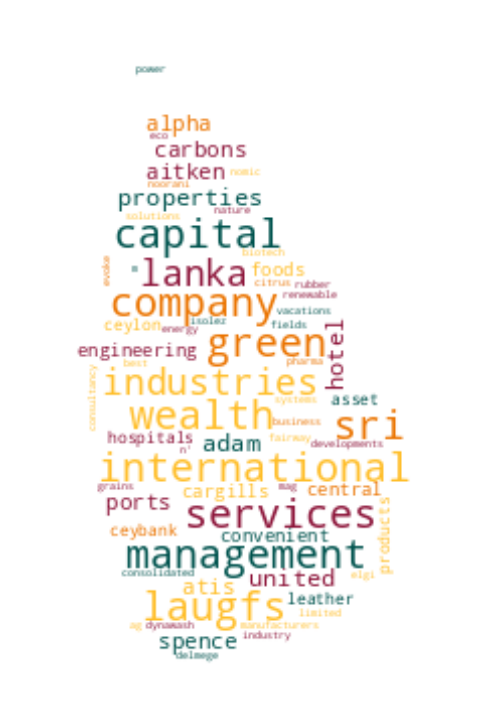 power
alpha
eco
carbons
aitken nomic
noorani
properties
nature
solutions
capital
biotech
lanka foods
evoke citrus rubber
renewable
company vacations
ceylon isolez fields
energy
green hotel
engineering
best pharma
industries
consultancy systems asset
wealth business sri
hospitals adam fairway developments
n'
international
grains cargills mag central
ports services products
ceybank convenient
management
consolidated united elgi
atis leather
laugfs limited
ag dynawash manufacturers
spence industry
delmege